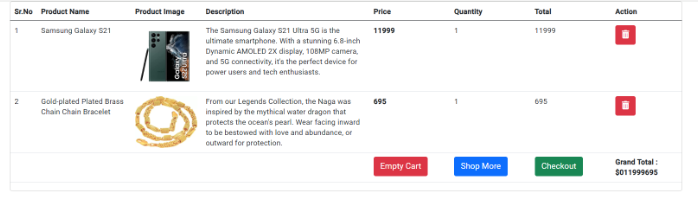 Sr.No Product Name Product Image Description Price Quantity Total Action
1 Samsung Galaxy S21 The Samsung Galaxy S21 Ultra 5G is the 11999 1 11999
ultimate smartphone. With a stunning 6.8-inch
Dynamic AMOLED 2X display, 108MP camera,
and 5G connectivity, it's the perfect device for
power users and tech enthusiasts.
Galaxy
S22 Ultra
2 Gold-plated Plated Brass From our Legends Collection, the Naga was 695 1 695
Chain Chain Bracelet inspired by the mythical water dragon that
protects the ocean's pearl. Wear facing inward
to be bestowed with love and abundance, or
outward for protection.
Empty Cart Shop More Checkout Grand Total :
$011999695